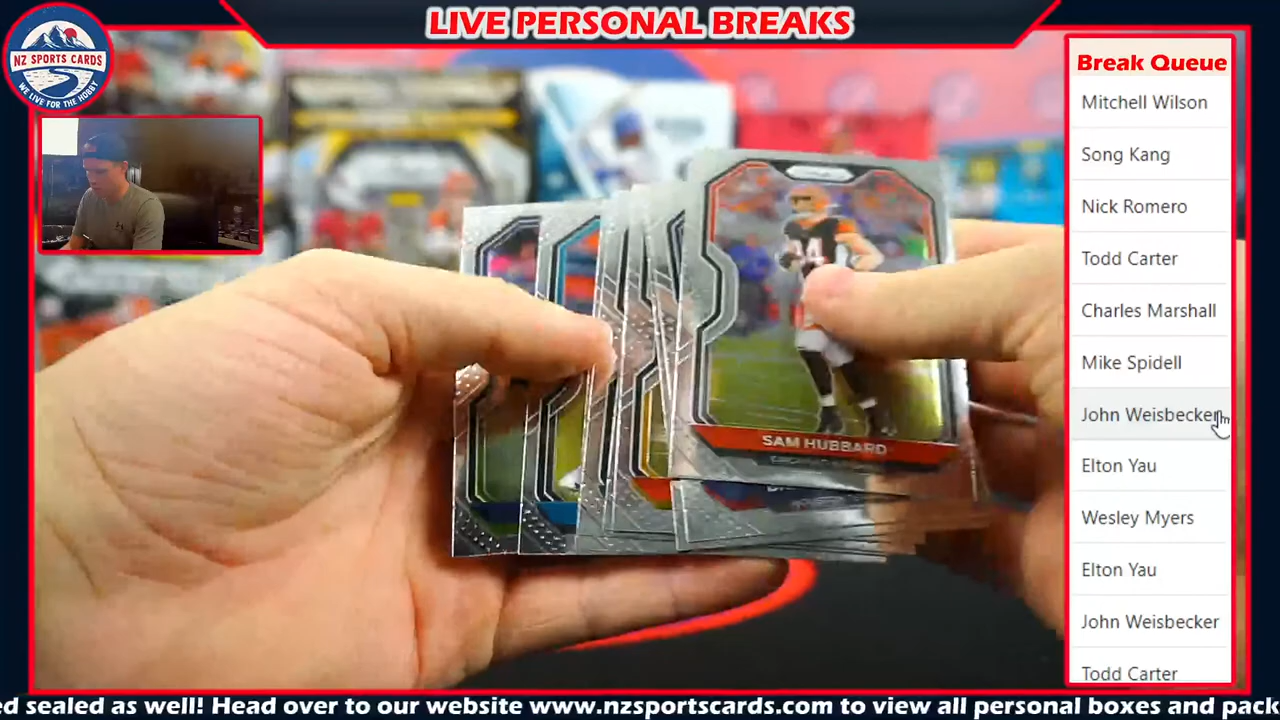 LIVE PERSONAL BREAKS
NZ SPORTS CARDS
WE LIVE FOR THE HOBBY
Break Queue
Mitchell Wilson
Song Kang
Nick Romero
Todd Carter
Charles Marshall
Mike Spidell
John Weisbecker
Elton Yau
Wesley Myers
Elton Yau
John Weisbecker
Todd Carter
94
SAM HUBBARD
ed sealed as well! Head over to our website www.nzsportscards.com to view all personal boxes and pack